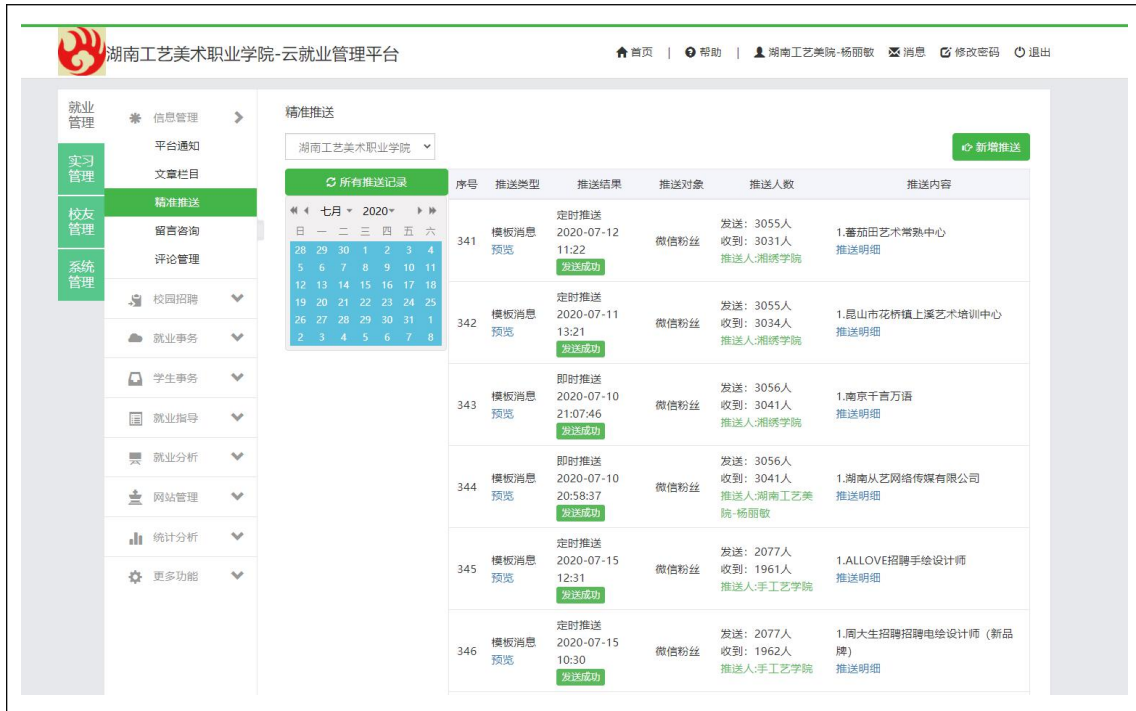 湖南工艺美术职业学院-云就业管理平台
首页 | 帮助 | 湖南工艺美院-杨丽敏 消息 修改密码 退出
就业
管理
实习
管理
校友
管理
系统
管理
信息管理
平台通知
文章栏目
精准推送
留言咨询
评论管理
校园招聘
就业事务
学生事务
就业指导
就业分析
网站管理
统计分析
更多功能
精准推送
湖南工艺美术职业学院
新增推送
所有推送记录
七月 2020
日 一 二 三 四 五 六
28 29 30 1 2 3 4
5 6 7 8 9 10 11
12 13 14 15 16 17 18
19 20 21 22 23 24 25
26 27 28 29 30 31 1
2 3 4 5 6 7 8
序号 推送类型 推送结果 推送对象 推送人数 推送内容
341
模板消息
预览
定时推送
2020-07-12
11:22
发送成功
微信粉丝
发送：3055人
收到：3031人
推送人:湘绣学院
1.蕃茄田艺术常熟中心
推送明细
342
模板消息
预览
定时推送
2020-07-11
13:21
发送成功
微信粉丝
发送：3055人
收到：3034人
推送人:湘绣学院
1.昆山市花桥镇上溪艺术培训中心
推送明细
343
模板消息
预览
即时推送
2020-07-10
21:07:46
发送成功
微信粉丝
发送：3056人
收到：3041人
推送人:湘绣学院
1.南京千言万语
推送明细
344
模板消息
预览
即时推送
2020-07-10
20:58:37
发送成功
微信粉丝
发送：3056人
收到：3041人
推送人:湖南工艺美
院-杨丽敏
1.湖南从艺网络传媒有限公司
推送明细
345
模板消息
预览
定时推送
2020-07-15
12:31
发送成功
微信粉丝
发送：2077人
收到：1961人
推送人:手工艺学院
1.ALLOVE招聘手绘设计师
推送明细
346
模板消息
预览
定时推送
2020-07-15
10:30
发送成功
微信粉丝
发送：2077人
收到：1962人
推送人:手工艺学院
1.周大生招聘招聘电绘设计师（新品
牌）
推送明细